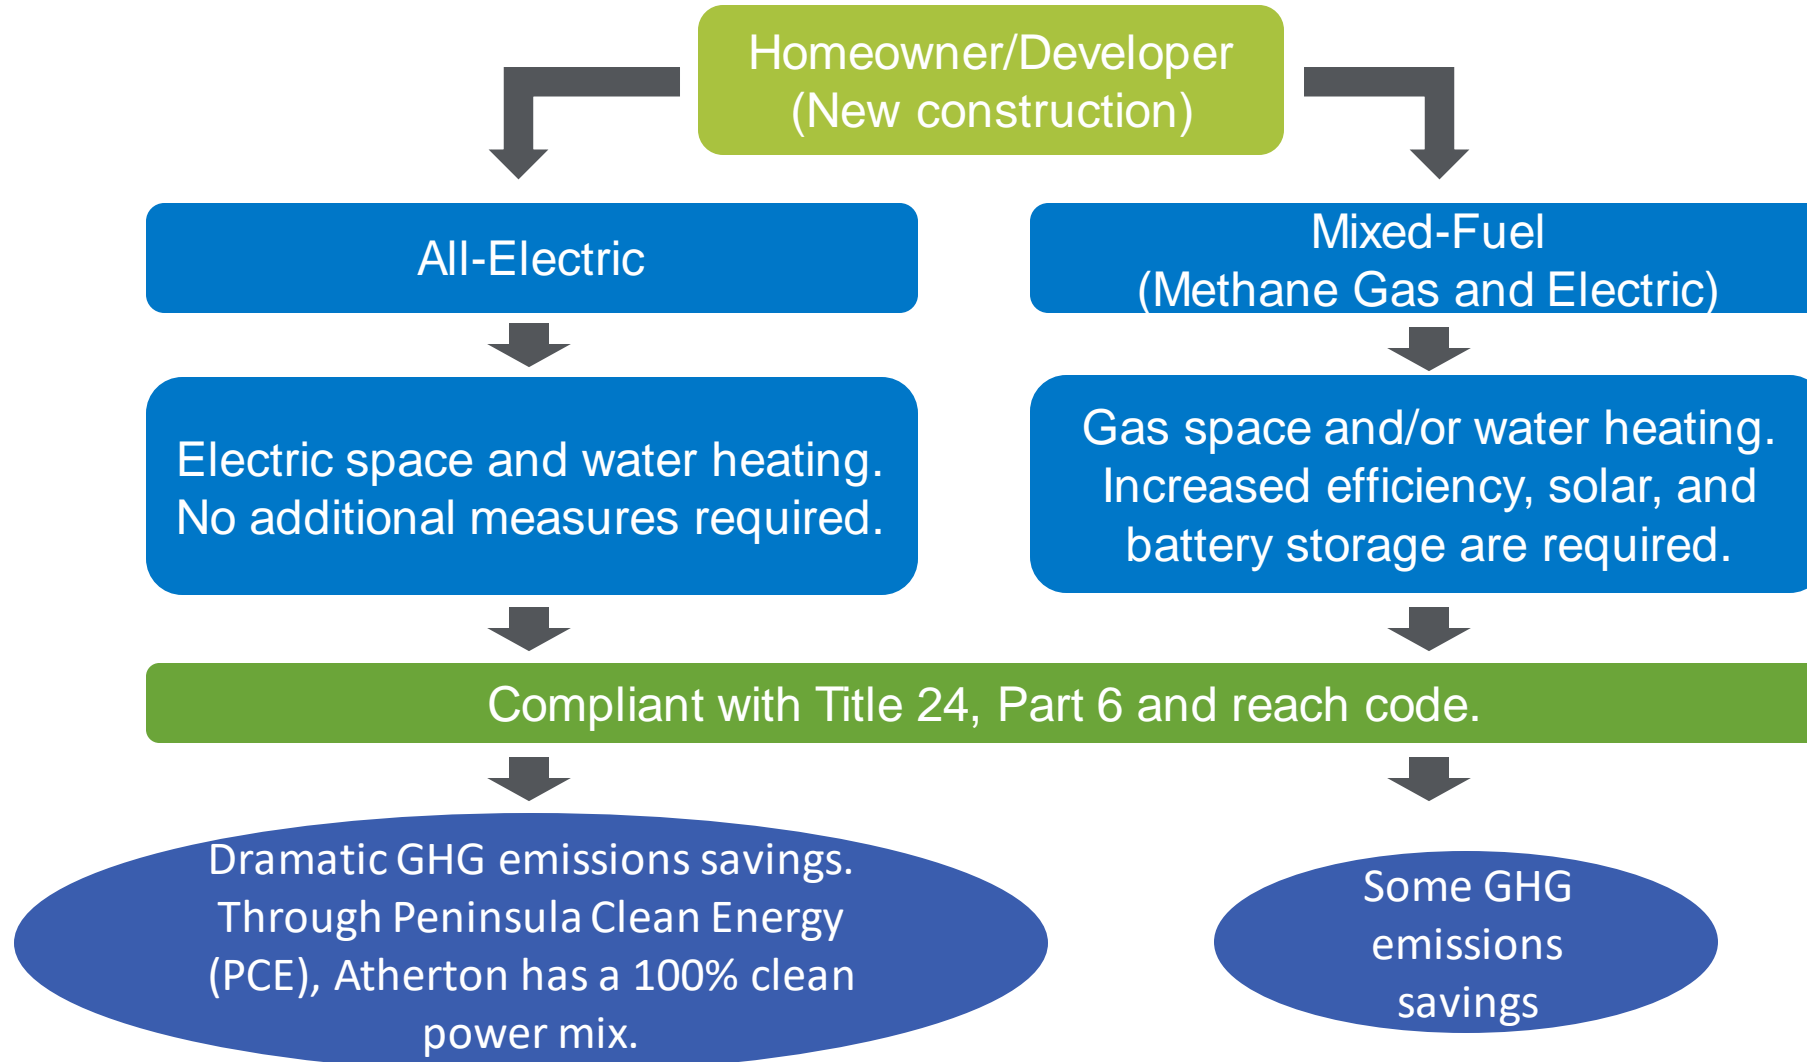 Homeowner/Developer
(New construction)
All-Electric
Mixed-Fuel
(Methane Gas and Electric)
Electric space and water heating.
No additional measures required.
Gas space and/or water heating.
Increased efficiency, solar, and
battery storage are required.
Compliant with Title 24, Part 6 and reach code.
Dramatic GHG emissions savings.
Through Peninsula Clean Energy
(PCE), Atherton has a 100% clean
power mix.
Some GHG
emissions
savings